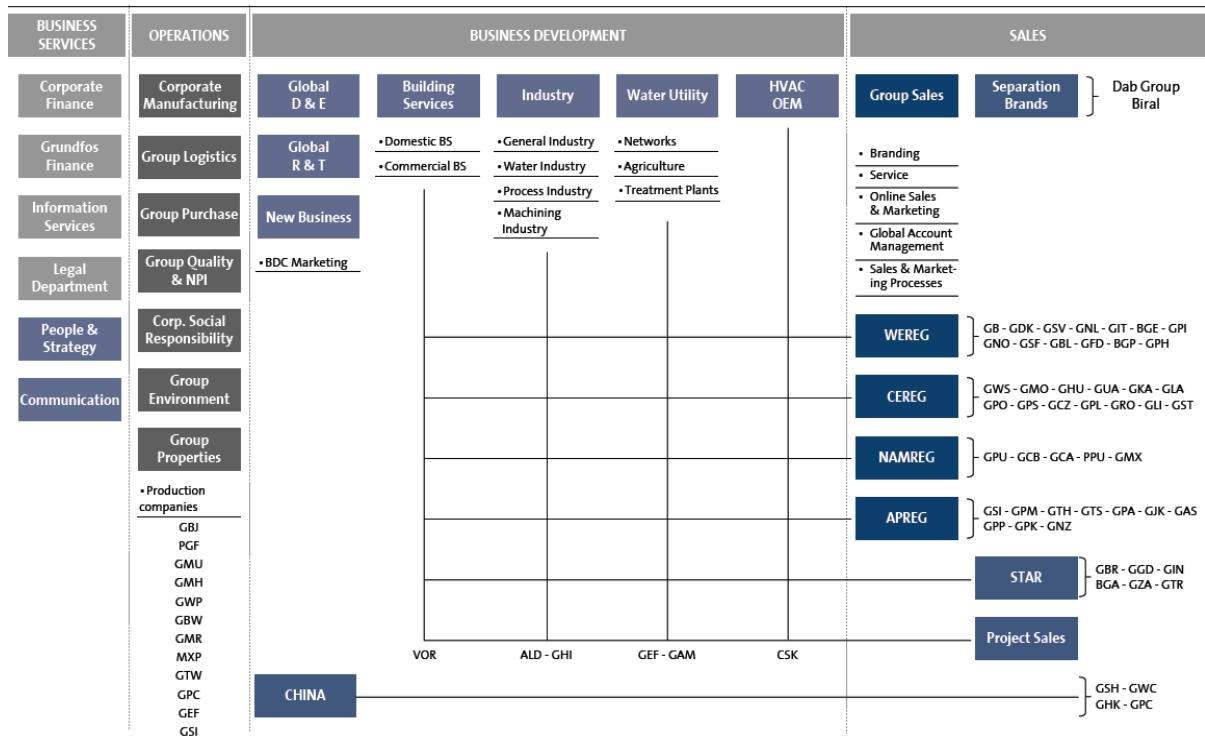 BUSINESS
SERVICES
OPERATIONS
BUSINESS DEVELOPMENT
SALES
Corporate
Finance
Grundfos
Finance
Information
Services
Legal
Department
People &
Strategy
Communication
Corporate
Manufacturing
Group Logistics
Group Purchase
Group Quality
& NPI
Corp. Social
Responsibility
Group
Environment
Group
Properties
•Production
companies
GBJ
PGF
GMU
GMH
GWP
GBW
GMR
MXP
GTW
GPC
GEF
GSI
Global
D & E
Global
R & T
New Business
•BDC Marketing
Building
Services
•Domestic BS
•Commercial BS
Industry
•General Industry
•Water Industry
•Process Industry
•Machining
Industry
Water Utility
•Networks
•Agriculture
•Treatment Plants
HVAC
OEM
VOR
ALD - GHI
GEF - GAM
CSK
CHINA
Group Sales
• Branding
• Service
• Online Sales
& Marketing
• Global Account
Management
• Sales & Market-
ing Processes
Separation
Brands
Dab Group
Biral
WEREG
GB - GDK - GSV - GNL - GIT - BGE - GPI
GNO - GSF - GBL - GFD - BGP - GPH
CEREG
GWS - GMO - GHU - GUA - GKA - GLA
GPO - GPS - GCZ - GPL - GRO - GLI - GST
NAMREG
GPU - GCB - GCA - PPU - GMX
APREG
GSI - GPM - GTH - GTS - GPA - GJK - GAS
GPP - GPK - GNZ
STAR
GBR - GGD - GIN
BGA - GZA - GTR
Project Sales
GSH - GWC
GHK - GPC